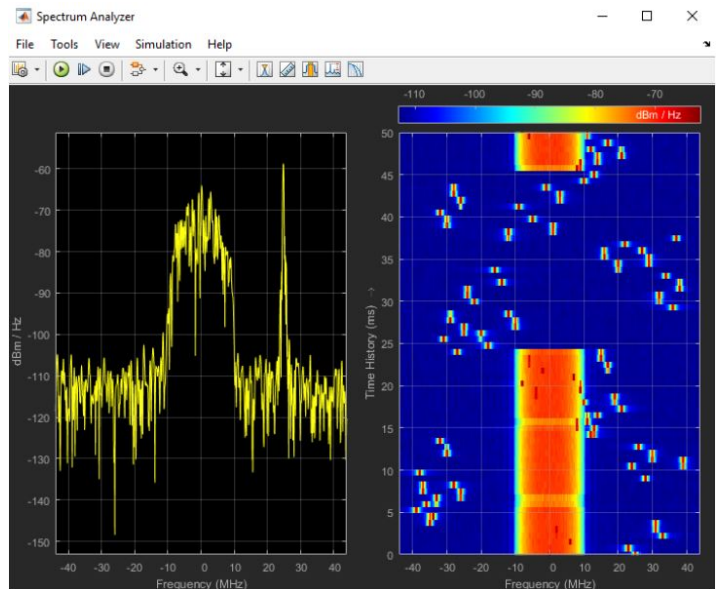 Spectrum Analyzer
File Tools View Simulation Help
-110 -100 -90 -80 -70
dBm / Hz
-60
-70
-80
-90
-100
-110
-120
-130
-140
-150
dBm / Hz
-40 -30 -20 -10 0 10 20 30 40
Frequency (MHz)
50
45
40
35
30
25
20
15
10
5
0
Time History (ms) →
-40 -30 -20 -10 0 10 20 30 40
Frequency (MHz)